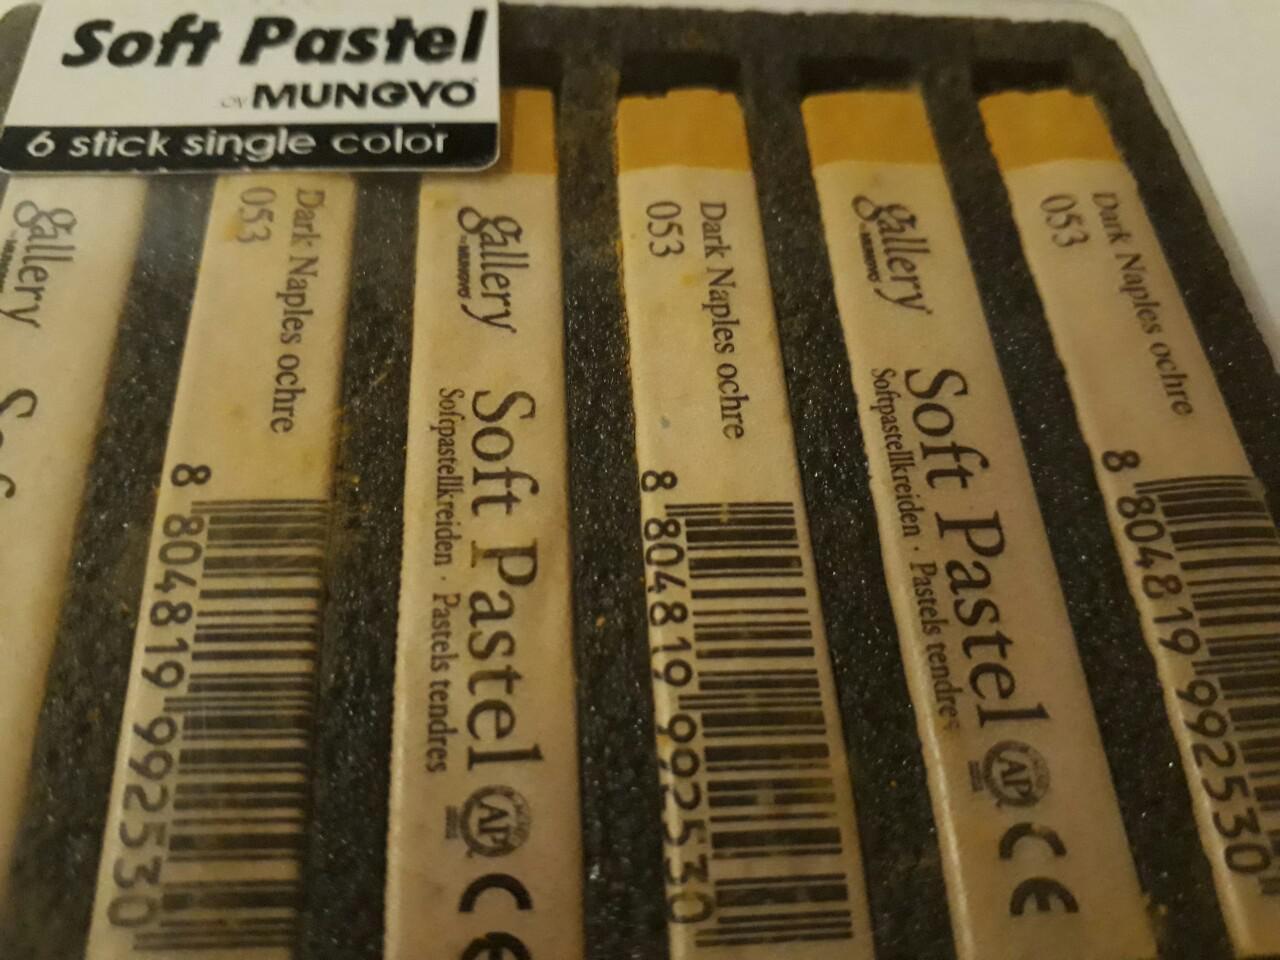 Soft Pastel
by MUNGYO
6 stick single color
gallery
Dark Naples ochre
053
8 804819 992530
gallery
by MUNGYO
Soft Pastel
Softpastellkreiden · Pastels tendres
AP
CE
Dark Naples ochre
053
8 804819 992530
gallery
by MUNGYO
Soft Pastel
Softpastellkreiden · Pastels tendres
AP
CE
Dark Naples ochre
053
8 804819 992530